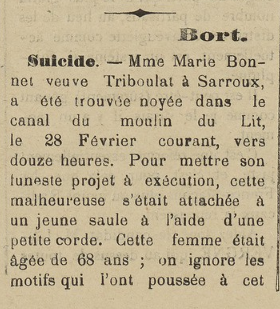 Bort.
Suicide. — Mme Marie Bon-
net veuve Triboulat à Sarroux,
a été trouvée noyée dans le
canal du moulin du Lit,
le 28 Février courant, vers
douze heures. Pour mettre son
funeste projet à exécution, cette
malheureuse s'était attachée à
un jeune saule à l'aide d'une
petite corde. Cette femme était
âgée de 68 ans ; on ignore les
motifs qui l'ont poussée à cet